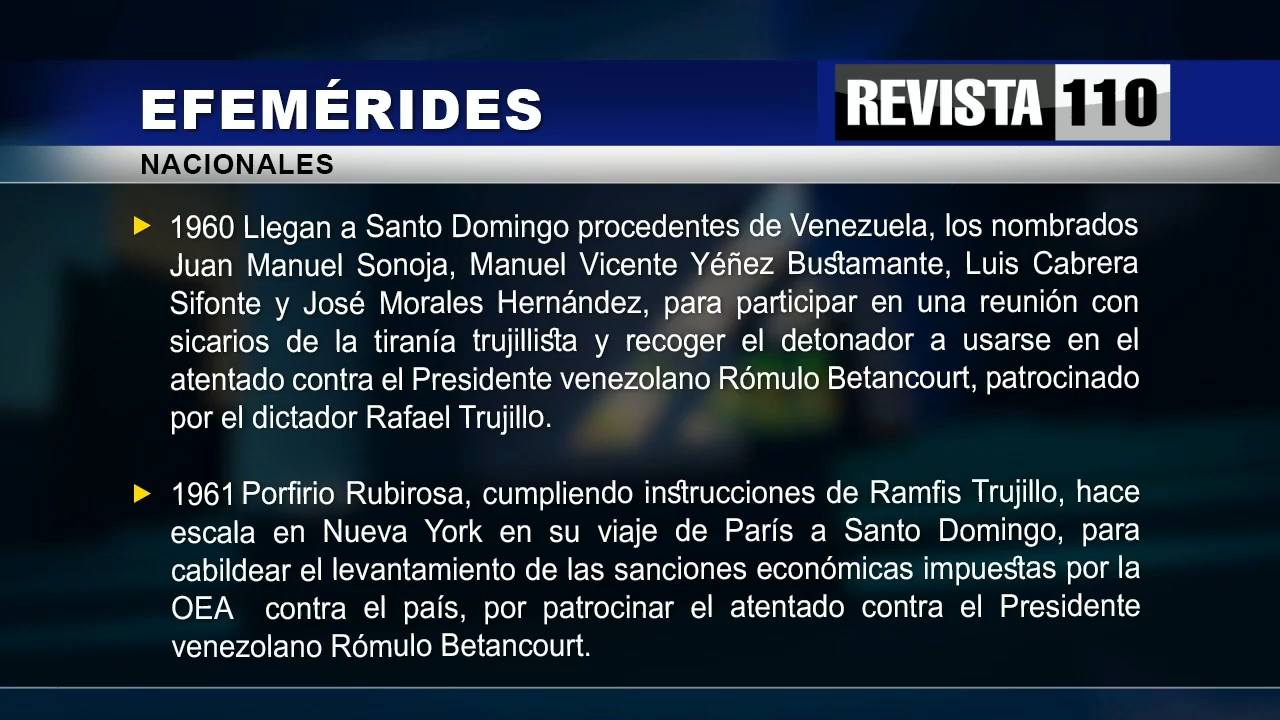 EFEMÉRIDES
REVISTA 110
NACIONALES
1960 Llegan a Santo Domingo procedentes de Venezuela, los nombrados
Juan Manuel Sonoja, Manuel Vicente Yéñez Bustamante, Luis Cabrera
Sifonte y José Morales Hernández, para participar en una reunión con
sicarios de la tiranía trujillista y recoger el detonador a usarse en el
atentado contra el Presidente venezolano Rómulo Betancourt, patrocinado
por el dictador Rafael Trujillo.
1961 Porfirio Rubirosa, cumpliendo instrucciones de Ramfis Trujillo, hace
escala en Nueva York en su viaje de París a Santo Domingo, para
cabildear el levantamiento de las sanciones económicas impuestas por la
OEA contra el país, por patrocinar el atentado contra el Presidente
venezolano Rómulo Betancourt.